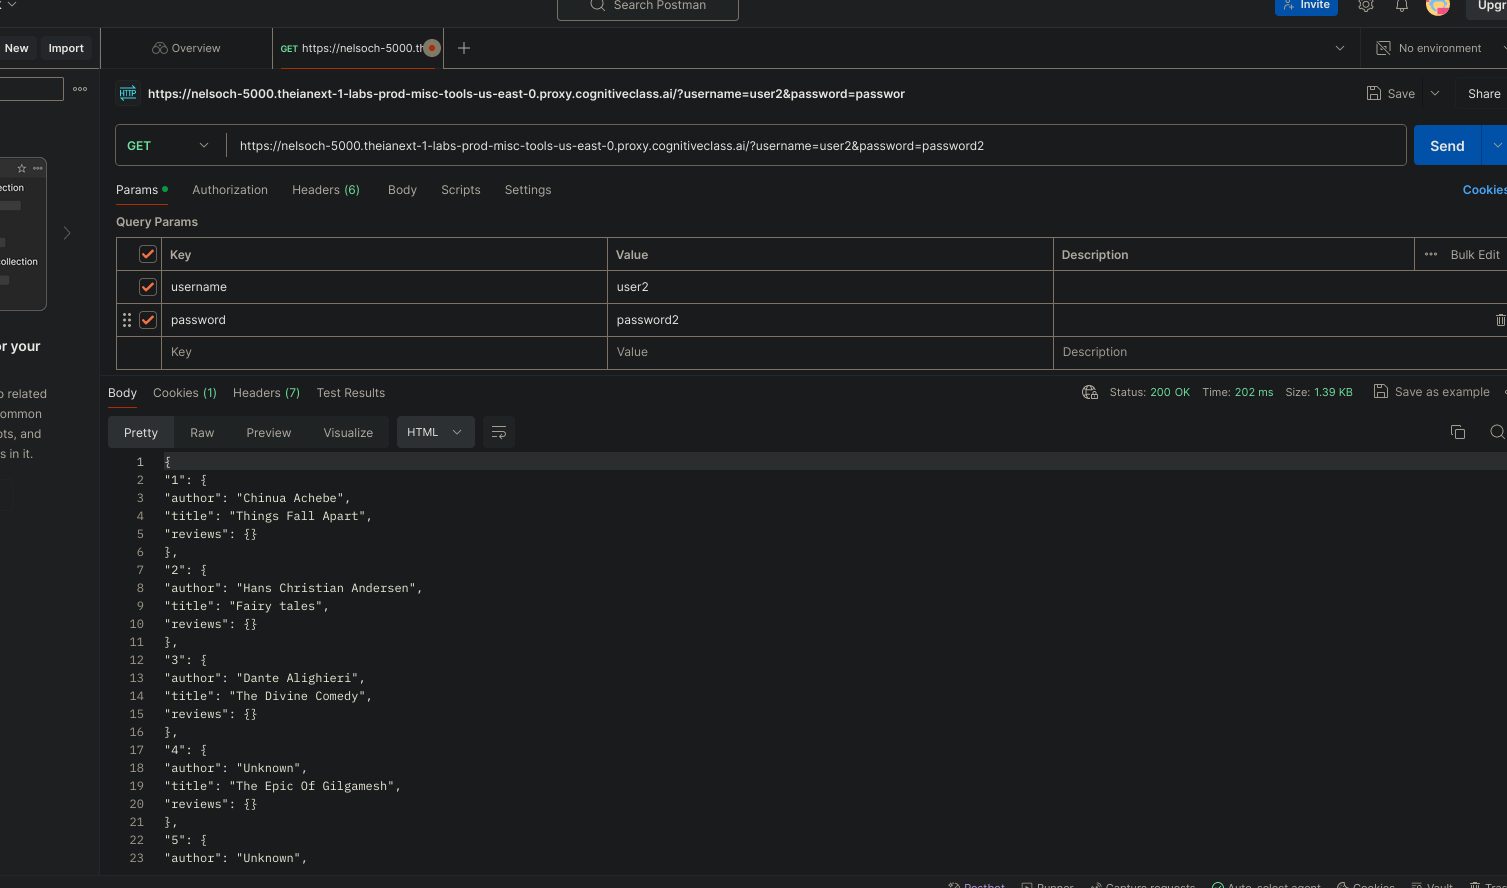 Search Postman
Invite
Upgr
New Import
Overview
GET https://nelsoch-5000.th
No environment
HTTP https://nelsoch-5000.theianext-1-labs-prod-misc-tools-us-east-0.proxy.cognitiveclass.ai/?username=user2&password=passwor
Save
Share
GET https://nelsoch-5000.theianext-1-labs-prod-misc-tools-us-east-0.proxy.cognitiveclass.ai/?username=user2&password=password2
Send
Params Authorization Headers (6) Body Scripts Settings
Cookies
Query Params
Key Value Description Bulk Edit
username user2
password password2
Key Value Description
ection
ollection
or your
o related
ommon
ots, and
s in it.
Body Cookies (1) Headers (7) Test Results
Status: 200 OK Time: 202 ms Size: 1.39 KB Save as example
Pretty Raw Preview Visualize HTML
1 {
2 "1": {
3 "author": "Chinua Achebe",
4 "title": "Things Fall Apart",
5 "reviews": {}
6 },
7 "2": {
8 "author": "Hans Christian Andersen",
9 "title": "Fairy tales",
10 "reviews": {}
11 },
12 "3": {
13 "author": "Dante Alighieri",
14 "title": "The Divine Comedy",
15 "reviews": {}
16 },
17 "4": {
18 "author": "Unknown",
19 "title": "The Epic Of Gilgamesh",
20 "reviews": {}
21 },
22 "5": {
23 "author": "Unknown",
Postbot Runner Capture requests Auto-select agent Cookies Vault Tras